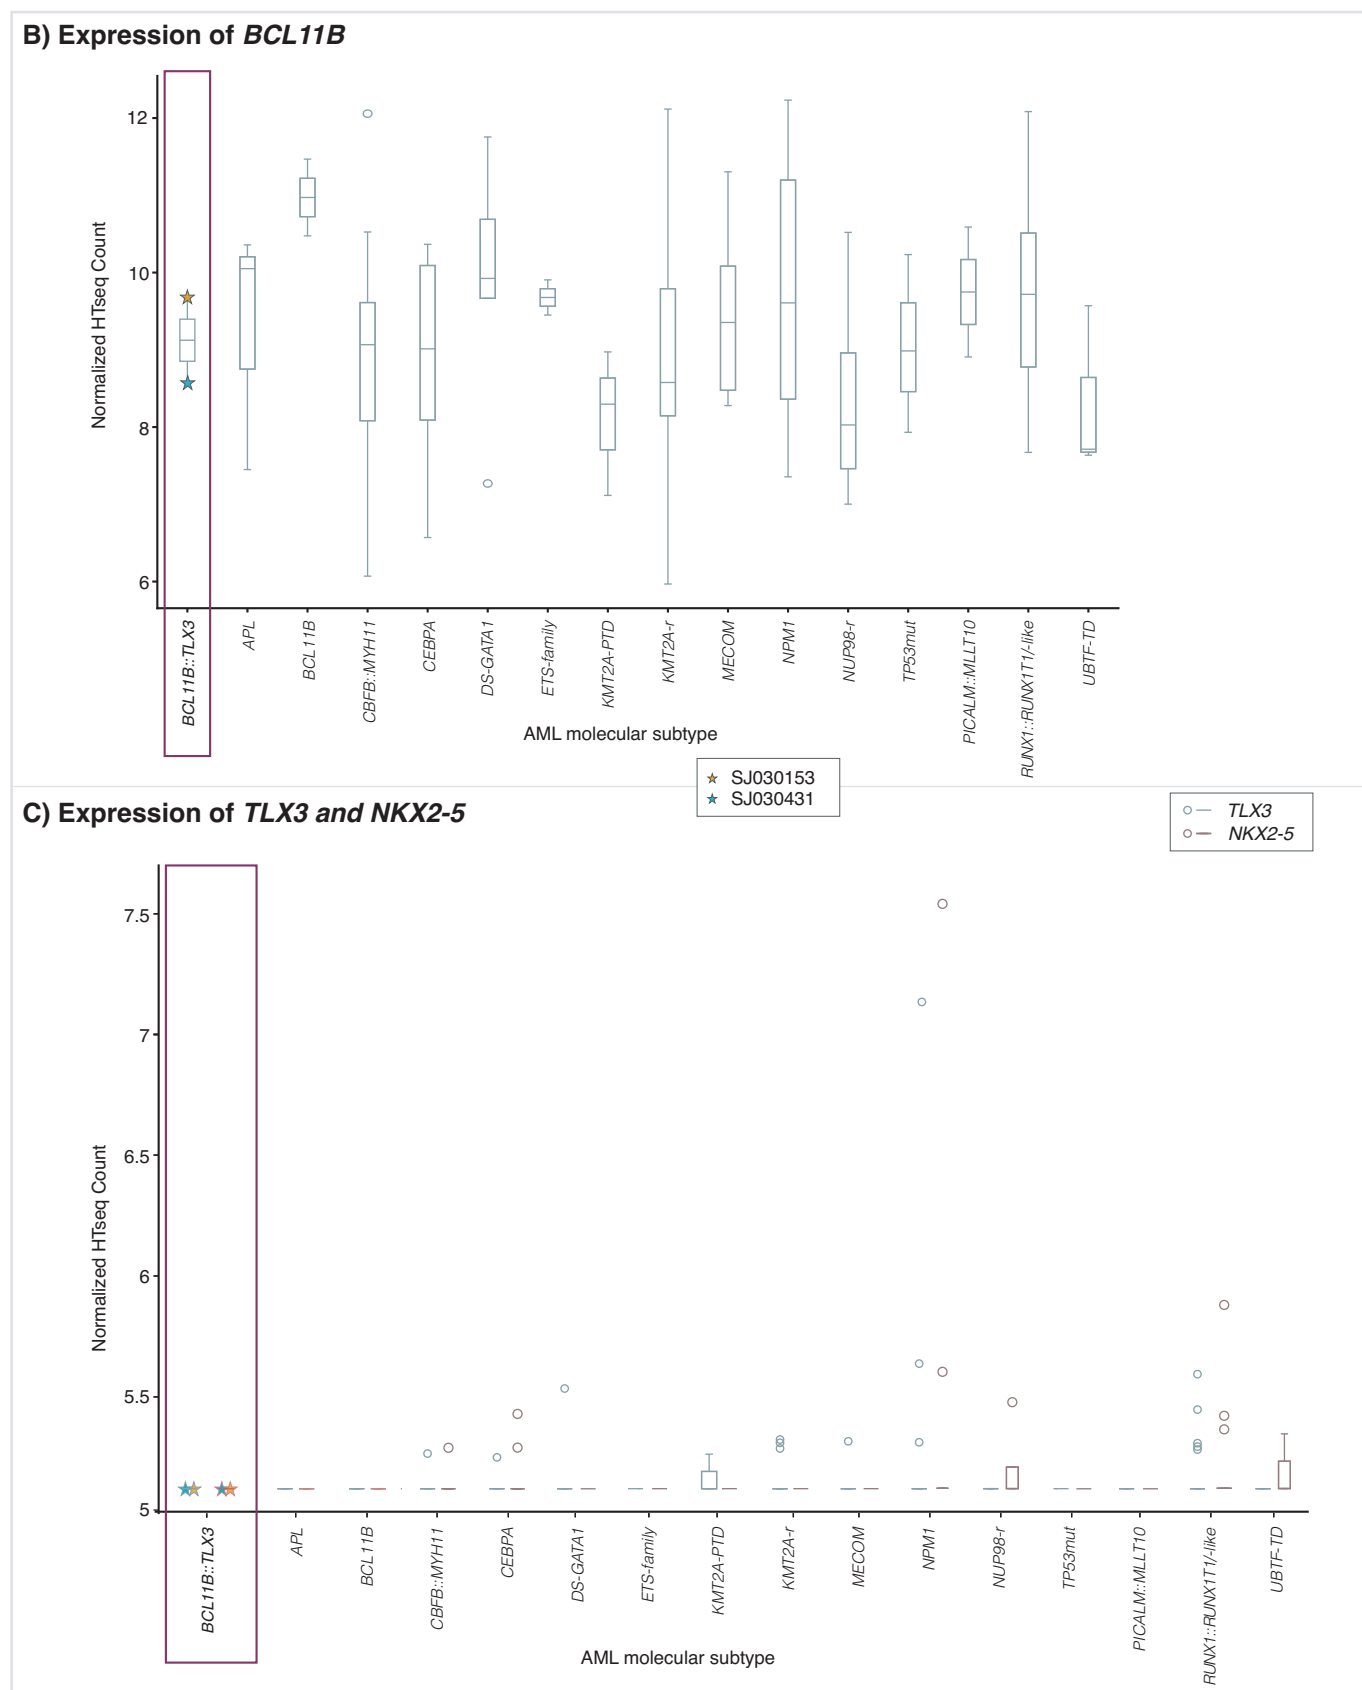 B) Expression of BCL11B
Normalized HTseq Count
12
10
8
6
BCL11B::TLX3
APL
BCL11B
CBFB::MYH11
CEBPA
DS-GATA1
ETS-family
KMT2A-PTD
KMT2A-r
MECOM
NPM1
NUP98-r
TP53mut
PICALM::MLLT10
RUNX1::RUNX1T1/-like
UBTF-TD
AML molecular subtype
SJ030153
SJ030431
C) Expression of TLX3 and NKX2-5
TLX3
NKX2-5
Normalized HTseq Count
7.5
7
6.5
6
5.5
5
BCL11B::TLX3
APL
BCL11B
CBFB::MYH11
CEBPA
DS-GATA1
ETS-family
KMT2A-PTD
KMT2A-r
MECOM
NPM1
NUP98-r
TP53mut
PICALM::MLLT10
RUNX1::RUNX1T1/-like
UBTF-TD
AML molecular subtype